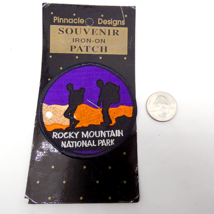 Pinnacle Designs
SOUVENIR
IRON-ON
PATCH
ROCKY MOUNTAIN
NATIONAL PARK